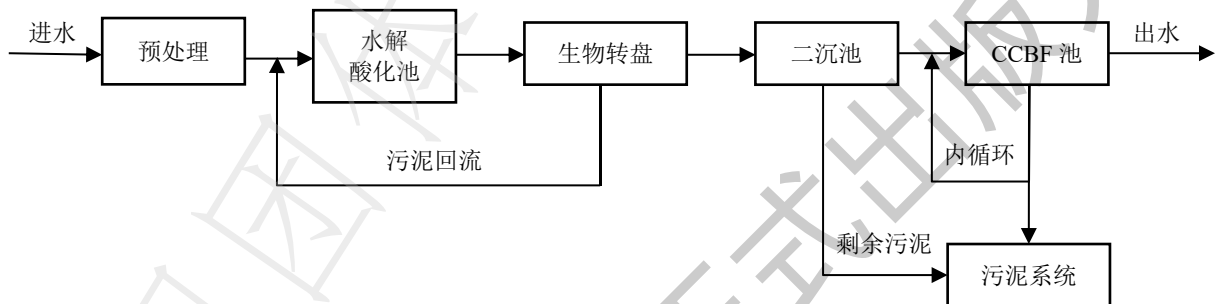 进水
预处理
水解
酸化池
生物转盘
二沉池
CCBF 池
出水
污泥回流
内循环
剩余污泥
污泥系统